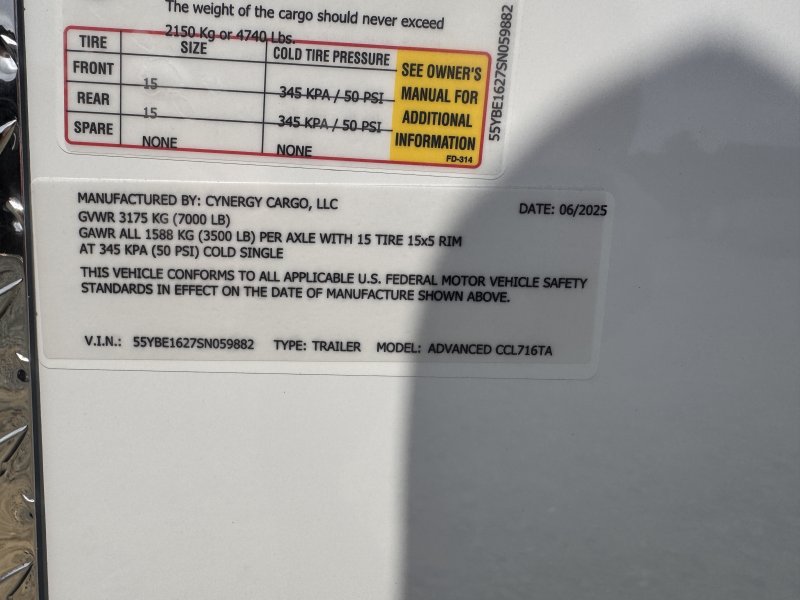 The weight of the cargo should never exceed
2150 Kg or 4740 Lbs.
TIRE SIZE COLD TIRE PRESSURE
FRONT 15 345 KPA / 50 PSI
REAR 15 345 KPA / 50 PSI
SPARE NONE NONE
SEE OWNER'S
MANUAL FOR
ADDITIONAL
INFORMATION
FD-314
55YBE1627SN059882
MANUFACTURED BY: CYNERGY CARGO, LLC DATE: 06/2025
GVWR 3175 KG (7000 LB)
GAWR ALL 1588 KG (3500 LB) PER AXLE WITH 15 TIRE 15x5 RIM
AT 345 KPA (50 PSI) COLD SINGLE
THIS VEHICLE CONFORMS TO ALL APPLICABLE U.S. FEDERAL MOTOR VEHICLE SAFETY
STANDARDS IN EFFECT ON THE DATE OF MANUFACTURE SHOWN ABOVE.
V.I.N.: 55YBE1627SN059882 TYPE: TRAILER MODEL: ADVANCED CCL716TA